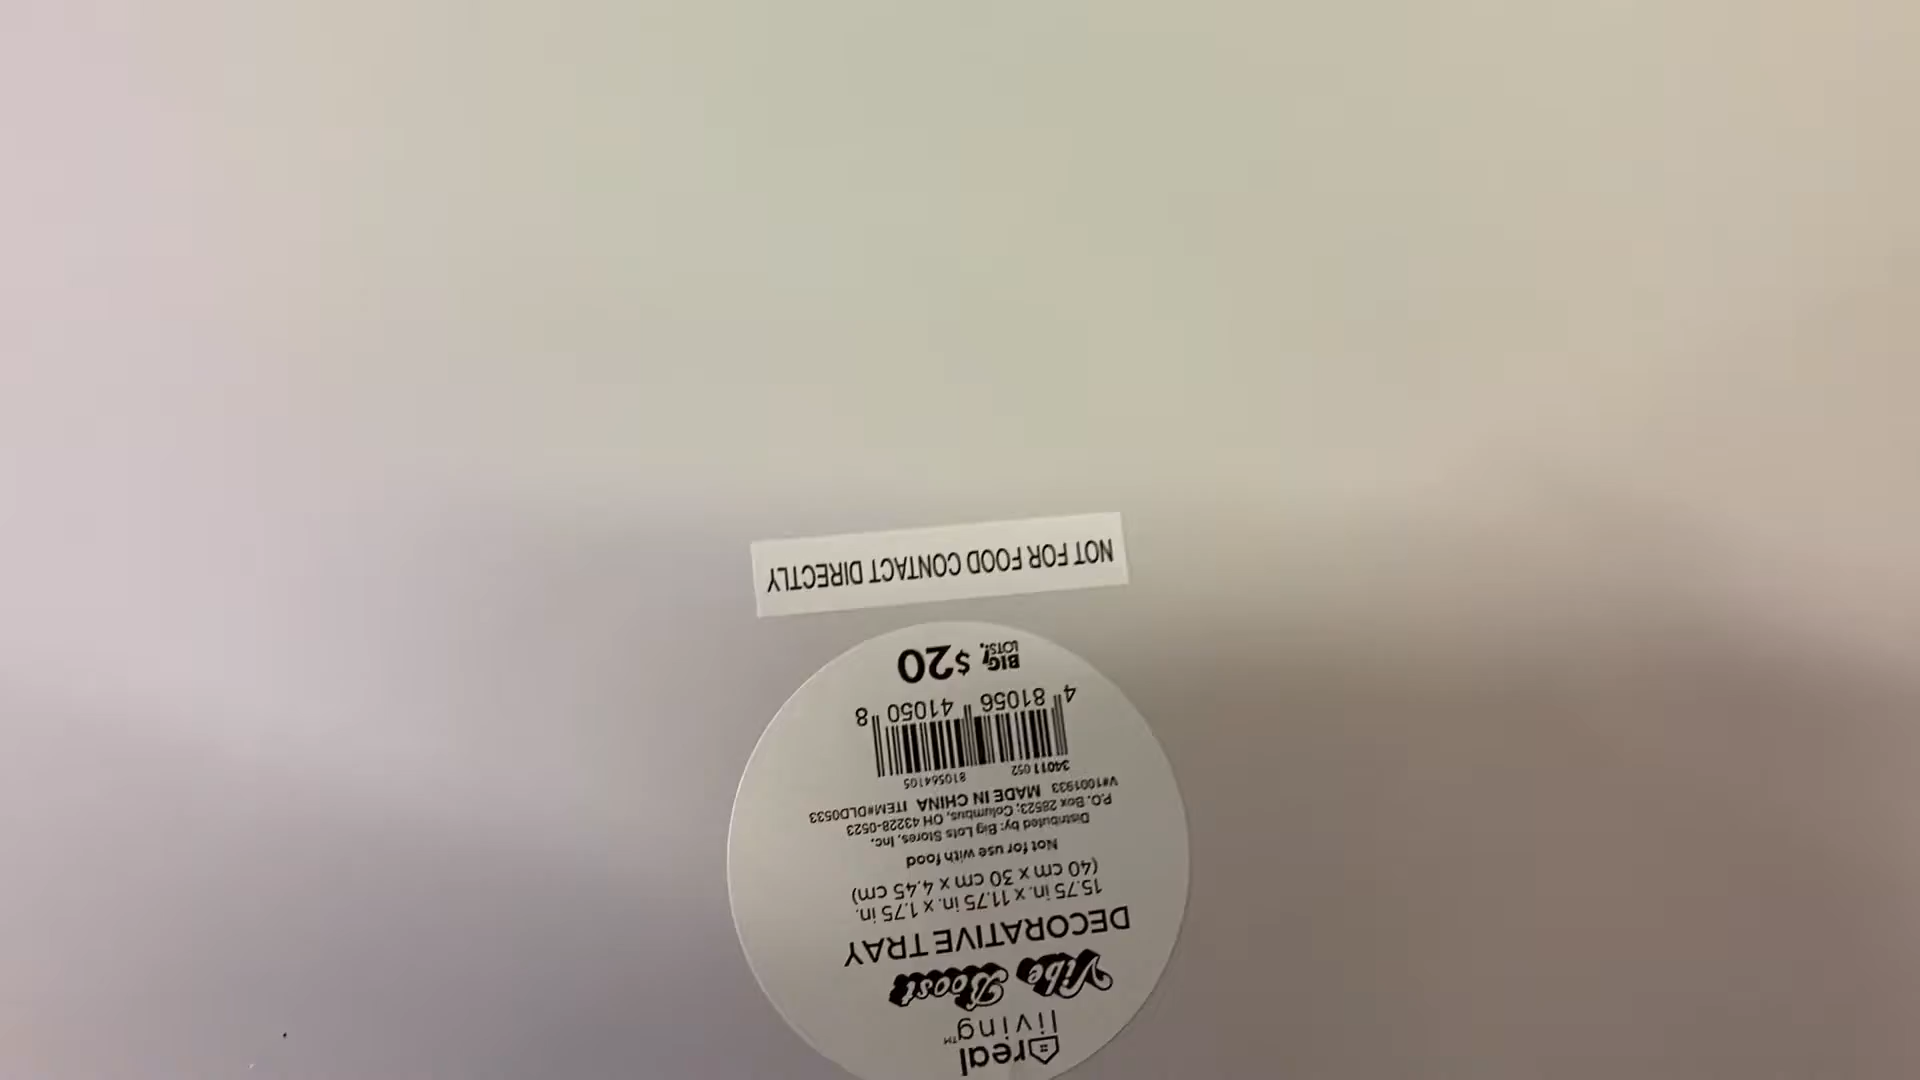 real
living™
Vibe Boost
DECORATIVE TRAY
15.75 in. x 11.75 in. x 1.75 in.
(40 cm x 30 cm x 4.45 cm)
Not for use with food
Distributed by: Big Lots Stores, Inc.
P.O. Box 28523; Columbus, OH 43228-0523
V#1001933 MADE IN CHINA ITEM#DLD0533
34011 052 810564105
4 81056 41050 8
BIG LOTS! $20
NOT FOR FOOD CONTACT DIRECTLY